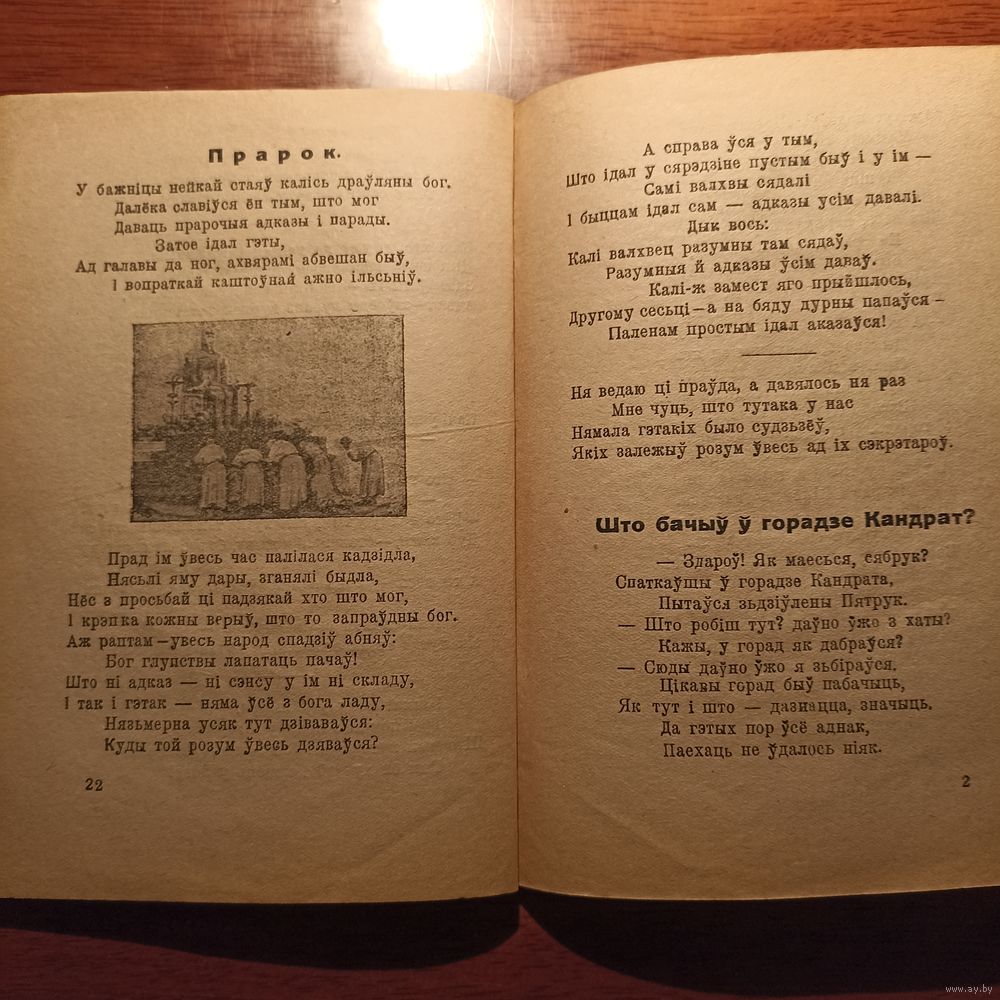 Прарок.
У бажніцы нейкай стаяў калісь драўляны бог.
Далёка славіўся ён тым, што мог
Даваць прарочыя адказы і парады.
Затое ідал гэты,
Ад галавы да ног, ахвярамі абвешан быў,
І вопраткай каштоўнай ажно ільсьніў.
Прад ім ўвесь час палілася кадзідла,
Нясьлі яму дары, зганялі быдла,
Нёс з просьбай ці падзякай хто што мог,
І крэпка кожны верыў, што то запраўдны бог.
Аж раптам—увесь народ спадзіў абняў:
Бог глупствы лапатаць пачаў!
Што ні адказ — ні сэнсу у ім ні складу,
І так і гэтак — няма ўсё з бога ладу,
Нязьмерна усяк тут дзіваваўся:
Куды той розум ўвесь дзяваўся?
22
А справа ўся у тым,
Што ідал у сярэдзіне пустым быў і у ім —
Самі валхвы сядалі
І быццам ідал сам — адказы усім давалі.
Дык вось:
Калі валхвец разумны там сядаў,
Разумныя й адказы ўсім даваў.
Калі-ж замест яго прыйшлось,
Другому сесьці—а на бяду дурны папаўся—
Паленам простым ідал аказаўся!
Ня ведаю ці праўда, а давялось ня раз
Мне чуць, што тутака у нас
Нямала гэтакіх было судзьзёў,
Якіх залежыў розум ўвесь ад іх сэкрэтароў.
Што бачыў ў горадзе Кандрат?
— Здароў! Як маесься, сябрук?
Спаткаўшы ў горадзе Кандрата,
Пытаўся зьдзіўлены Пятрук.
— Што робіш тут? даўно ўжо з хаты?
Кажы, у горад як дабраўся?
— Сюды даўно ўжо я зьбіраўся.
Цікавы горад быў пабачыць,
Як тут і што — дазнацца, значыць.
Да гэтых пор ўсё аднак,
Паехаць не ўдалось ніяк.
2
www.ay.by